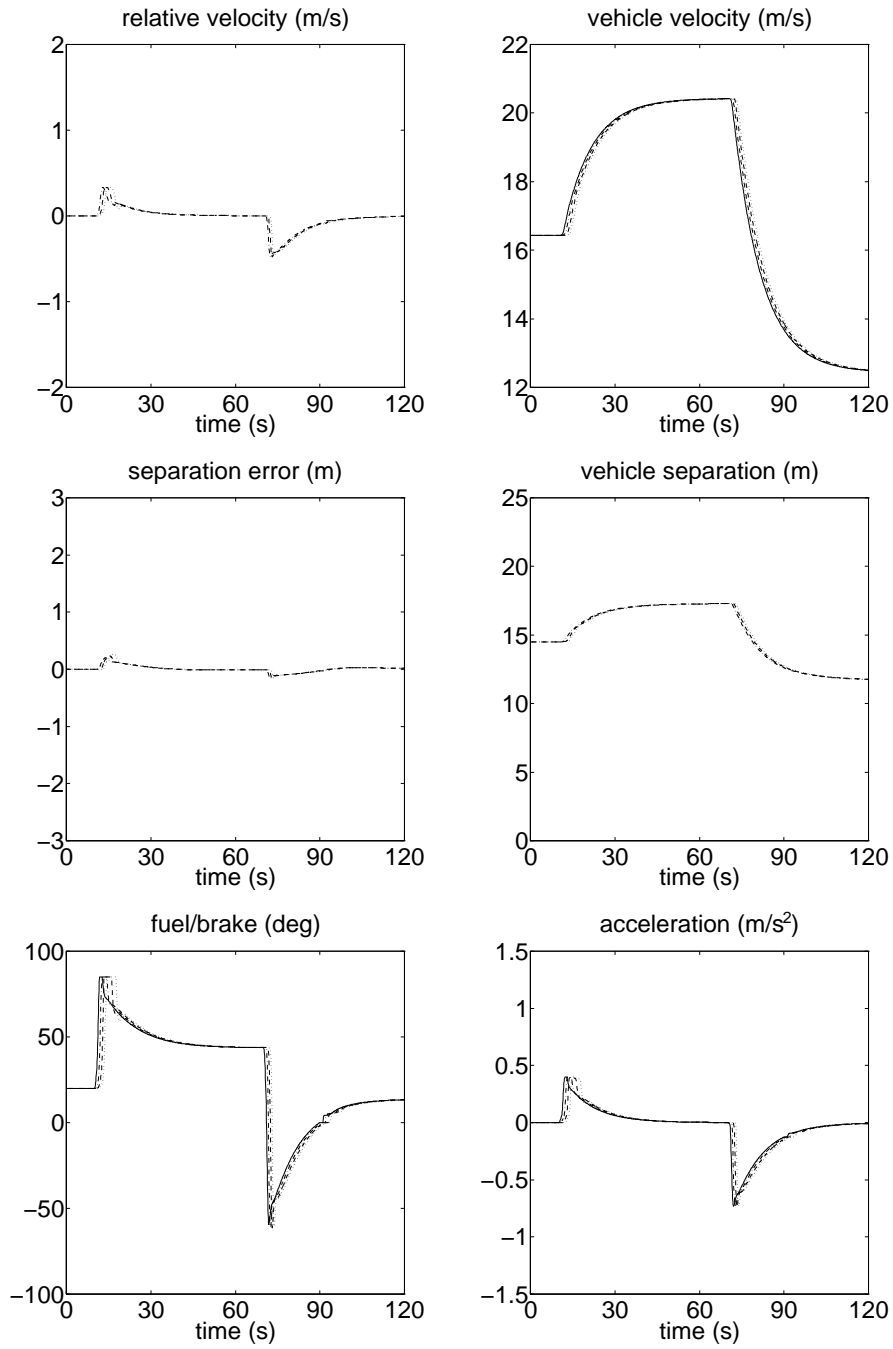 relative velocity (m/s)
2
1
0
−1
−2
0 30 60 90 120
time (s)
vehicle velocity (m/s)
22
20
18
16
14
12
0 30 60 90 120
time (s)
separation error (m)
3
2
1
0
−1
−2
−3
0 30 60 90 120
time (s)
vehicle separation (m)
25
20
15
10
5
0
0 30 60 90 120
time (s)
fuel/brake (deg)
100
50
0
−50
−100
0 30 60 90 120
time (s)
acceleration (m/s²)
1.5
1
0.5
0
−0.5
−1
−1.5
0 30 60 90 120
time (s)